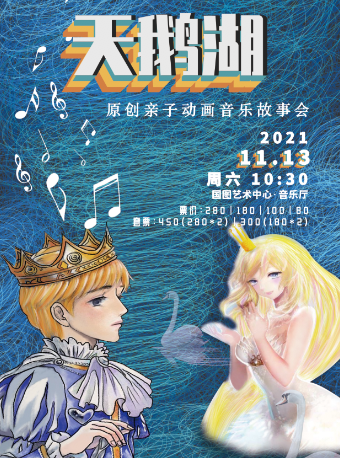 天鹅湖
原创亲子动画音乐故事会
2021
11.13
周六 10:30
国图艺术中心·音乐厅
票价:280|180|100|80
套票:450(280*2)|300(180*2)